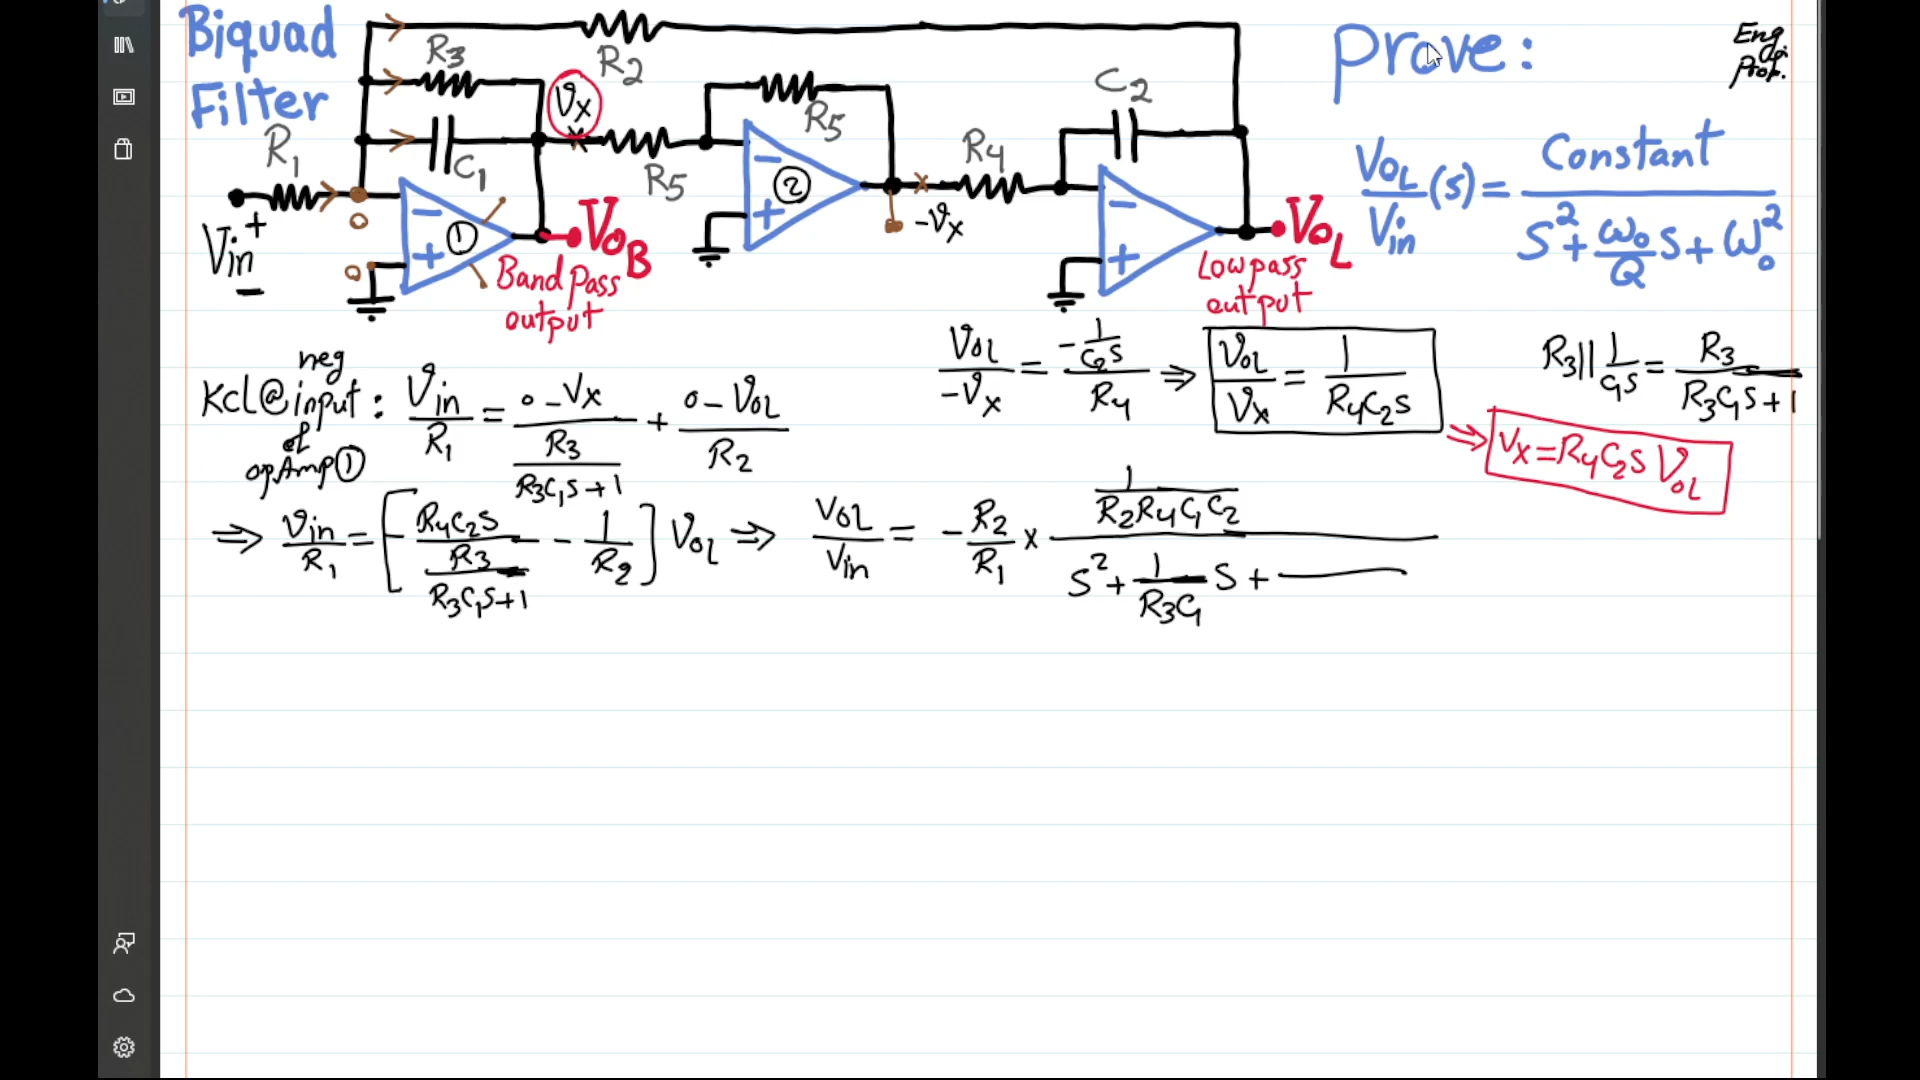 Biquad Filter
R3
R2
Vx
R5
C2
Prove:
Eng Prof.
R1
C1
R5
R4
VOL/Vin (s) = Constant / (S² + (ω₀/Q) S + ω₀²)
Vin
+
−
−
+
①
−
+
②
−
+
o
o
VOB
Band Pass output
-Vx
VOL
Low pass output
KCL @ neg input of op.Amp ① : Vin/R1 = (0 - Vx) / (R3/(R3C1S+1)) + (0 - VOL)/R2
VOL/-Vx = (-1/(C2S))/R4 ⇒ VOL/Vx = 1/(R4C2S)
R3 || 1/(C1S) = R3/(R3C1S+1)
⇒ Vx = R4C2S VOL
⇒ Vin/R1 = [ - R4C2S / (R3/(R3C1S+1)) - 1/R2 ] VOL ⇒ VOL/Vin = - R2/R1 × (1/(R2R4C1C2)) / (S² + (1/(R3C1)) S + —